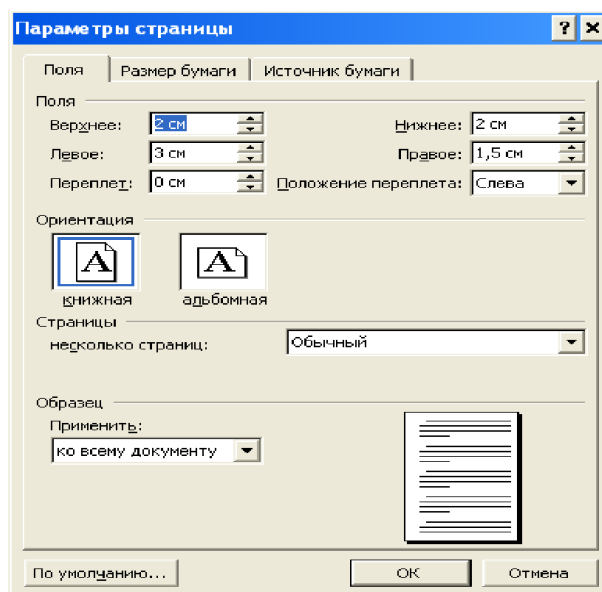 Параметры страницы
Поля Размер бумаги Источник бумаги
Поля
Верхнее: 2 см Нижнее: 2 см
Левое: 3 см Правое: 1,5 см
Переплет: 0 см Положение переплета: Слева
Ориентация
A A
книжная альбомная
Страницы
несколько страниц: Обычный
Образец
Применить:
ко всему документу
По умолчанию... ОК Отмена